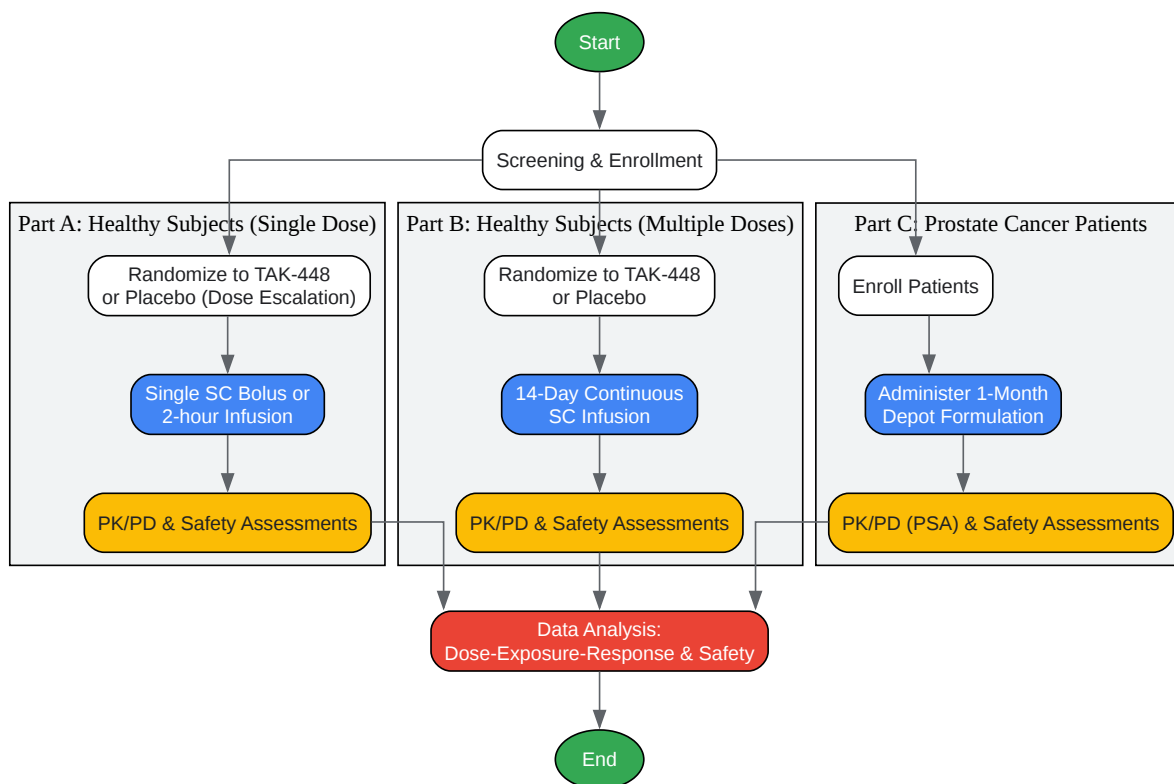 Start
Screening & Enrollment
Part A: Healthy Subjects (Single Dose)
Randomize to TAK-448
or Placebo (Dose Escalation)
Single SC Bolus or
2-hour Infusion
PK/PD & Safety Assessments
Part B: Healthy Subjects (Multiple Doses)
Randomize to TAK-448
or Placebo
14-Day Continuous
SC Infusion
PK/PD & Safety Assessments
Part C: Prostate Cancer Patients
Enroll Patients
Administer 1-Month
Depot Formulation
PK/PD (PSA) & Safety Assessments
Data Analysis:
Dose-Exposure-Response & Safety
End